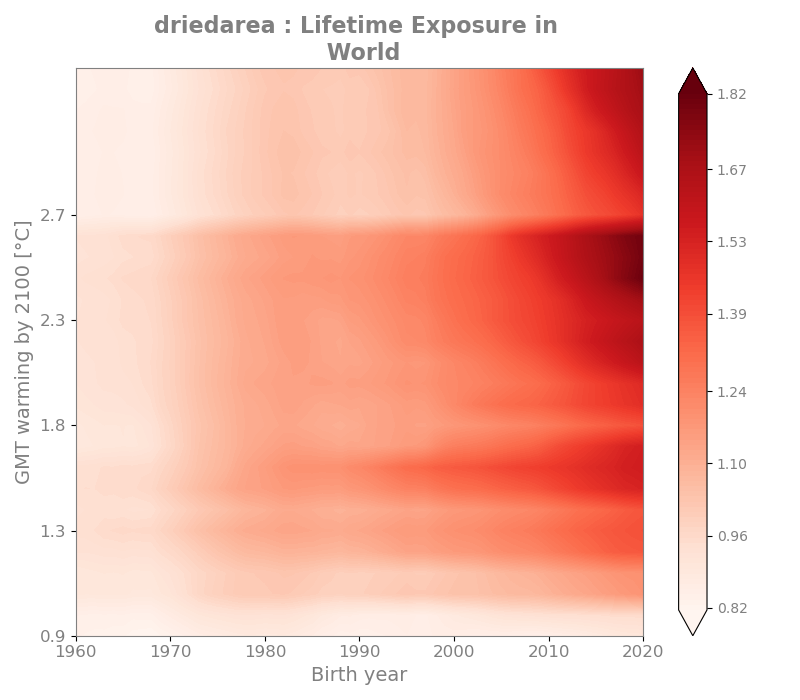 driedarea : Lifetime Exposure in
World
GMT warming by 2100 [°C]
2.7
2.3
1.8
1.3
0.9
1960 1970 1980 1990 2000 2010 2020
Birth year
1.82
1.67
1.53
1.39
1.24
1.10
0.96
0.82